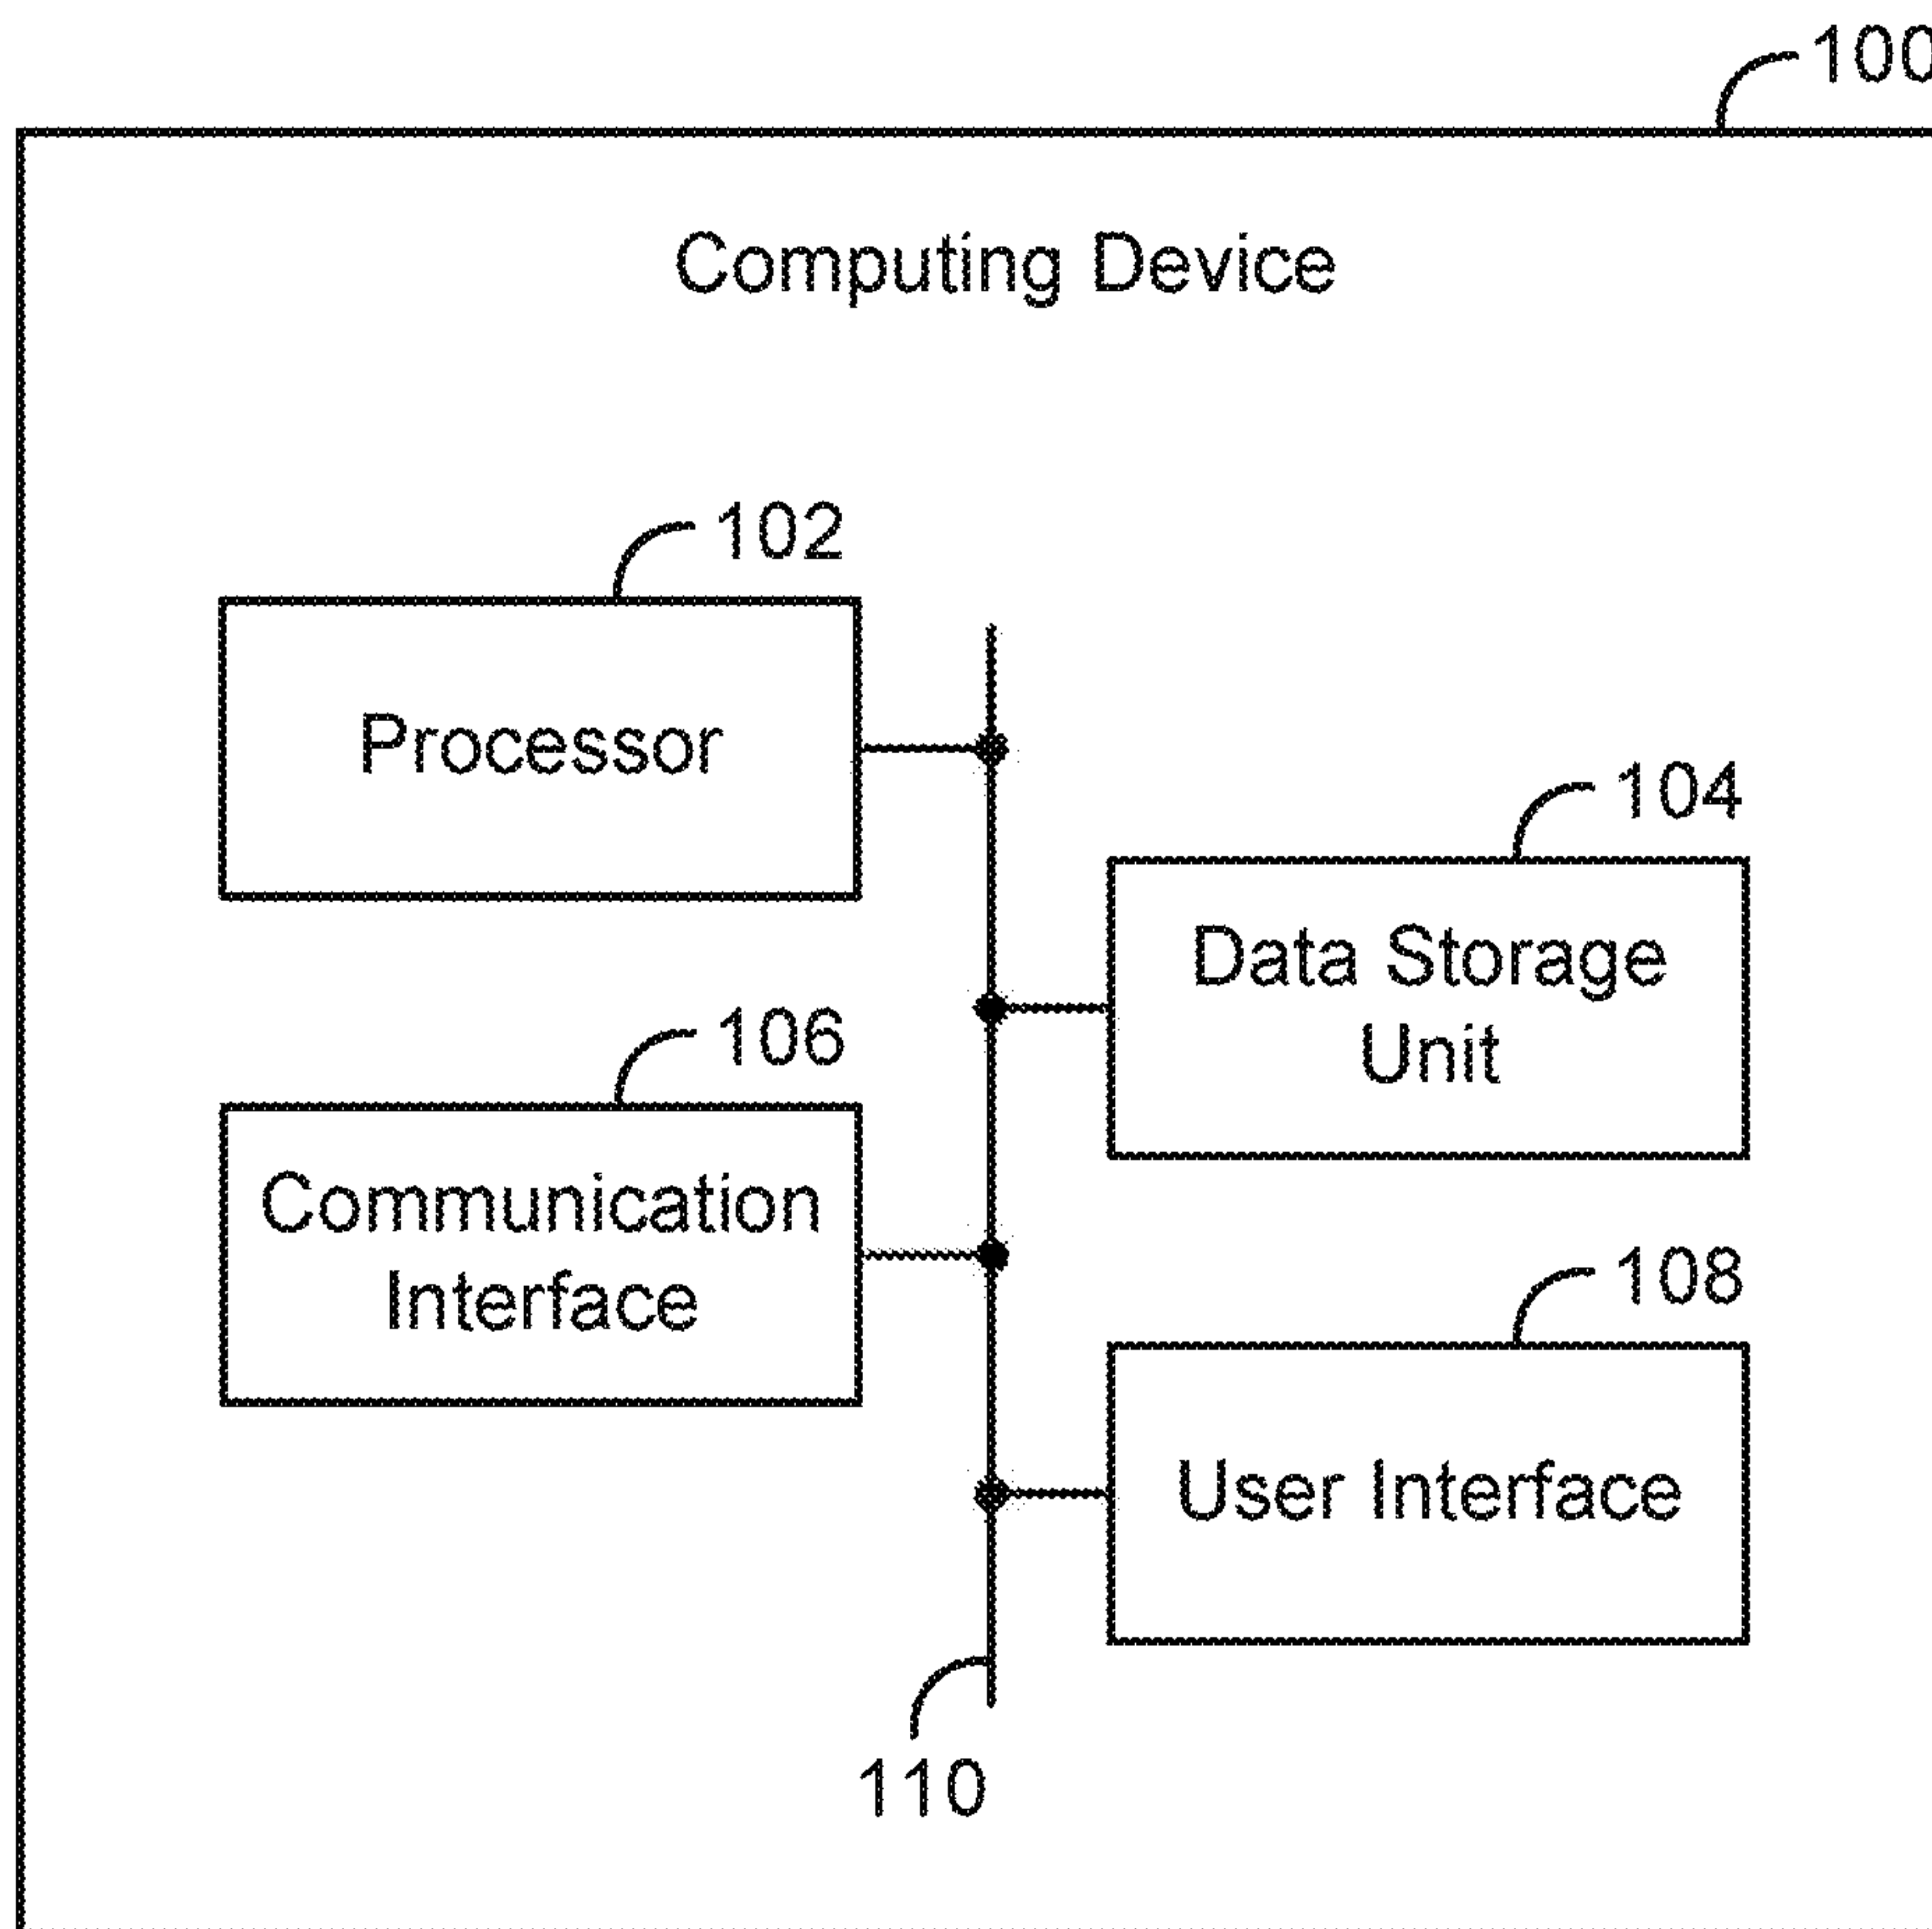 100
Computing Device
102
Processor
104
Data Storage
Unit
106
Communication
Interface
108
User Interface
110